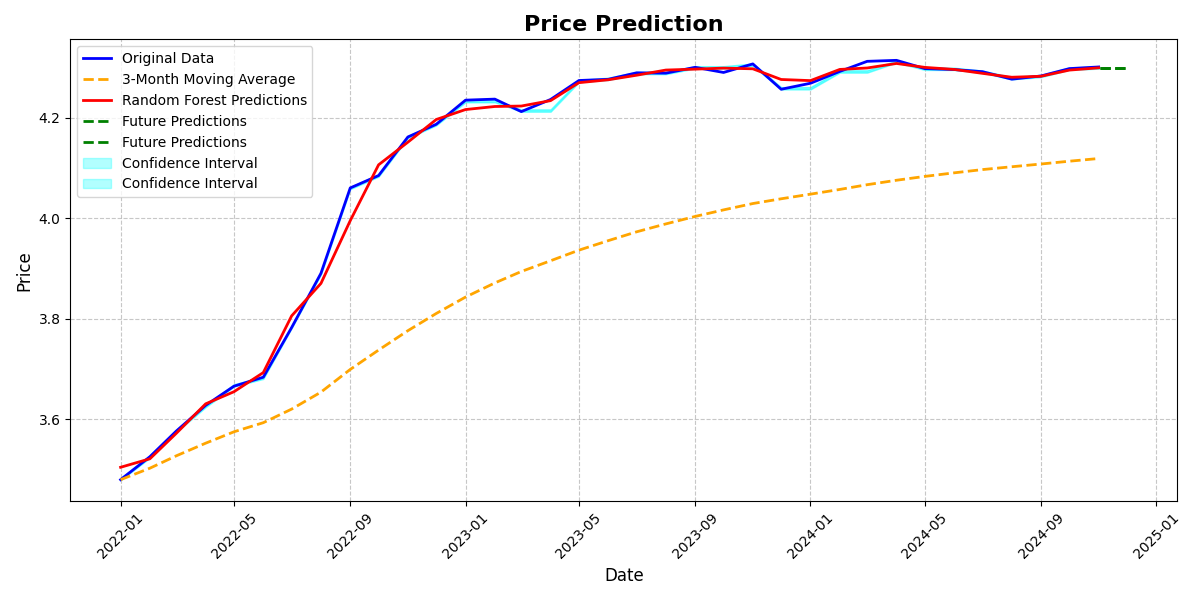 Price Prediction
Original Data
3-Month Moving Average
Random Forest Predictions
Future Predictions
Future Predictions
Confidence Interval
Confidence Interval
4.2
4.0
3.8
3.6
Price
2022-01
2022-05
2022-09
2023-01
2023-05
2023-09
2024-01
2024-05
2024-09
2025-01
Date